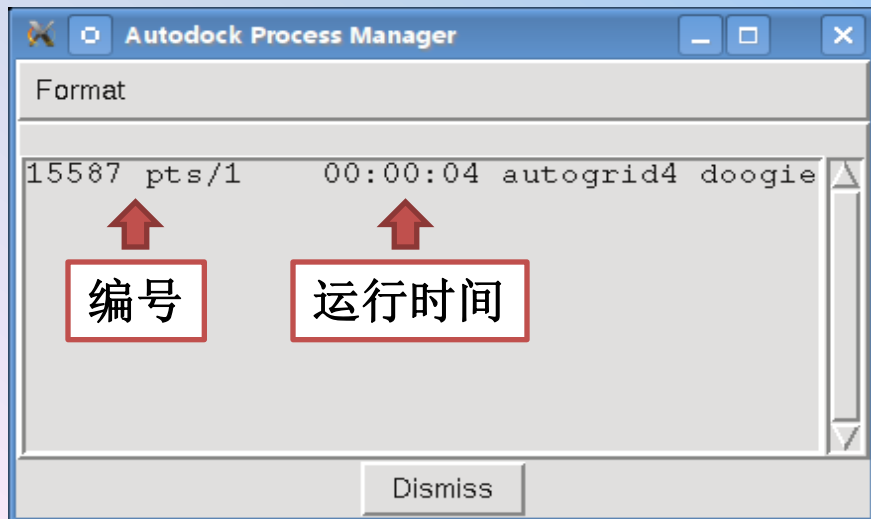 Autodock Process Manager
Format
15587 pts/1 00:00:04 autogrid4 doogie
编号 运行时间
Dismiss